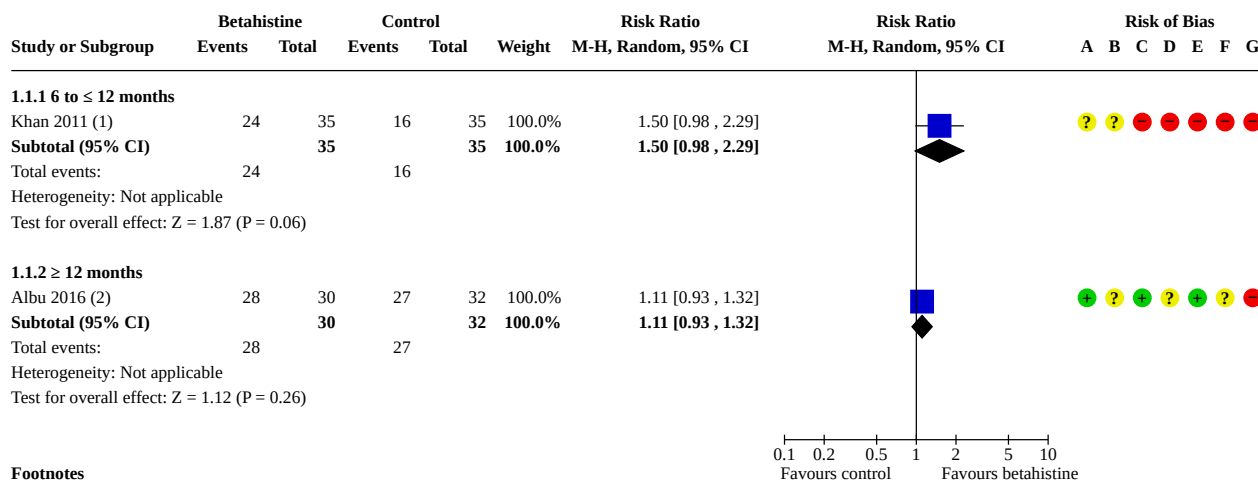 Betahistine Control Risk Ratio Risk Ratio Risk of Bias
Study or Subgroup Events Total Events Total Weight M-H, Random, 95% CI M-H, Random, 95% CI A B C D E F G
1.1.1 6 to ≤ 12 months
Khan 2011 (1) 24 35 16 35 100.0% 1.50 [0.98 , 2.29] ? ? − − − − −
Subtotal (95% CI) 35 35 100.0% 1.50 [0.98 , 2.29]
Total events: 24 16
Heterogeneity: Not applicable
Test for overall effect: Z = 1.87 (P = 0.06)
1.1.2 ≥ 12 months
Albu 2016 (2) 28 30 27 32 100.0% 1.11 [0.93 , 1.32] + ? + ? + ? −
Subtotal (95% CI) 30 32 100.0% 1.11 [0.93 , 1.32]
Total events: 28 27
Heterogeneity: Not applicable
Test for overall effect: Z = 1.12 (P = 0.26)
0.1 0.2 0.5 1 2 5 10
Footnotes Favours control Favours betahistine